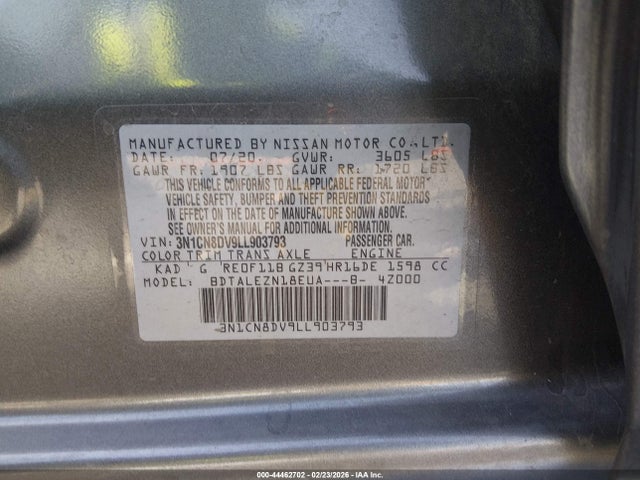 MANUFACTURED BY NISSAN MOTOR CO.,LTD.
DATE: 07/20 GVWR: 3605 LBS
GAWR FR: 1907 LBS GAWR RR: 1720 LBS
THIS VEHICLE CONFORMS TO ALL APPLICABLE FEDERAL MOTOR
VEHICLE SAFETY, BUMPER AND THEFT PREVENTION STANDARDS
IN EFFECT ON THE DATE OF MANUFACTURE SHOWN ABOVE.
SEE OWNER'S MANUAL FOR ADDITIONAL INFORMATION.
VIN: 3N1CN8DV9LL903793 PASSENGER CAR.
COLOR TRIM TRANS AXLE ENGINE
KAD G RE0F11B GZ39 HR16DE 1598 CC
MODEL: BDTALEZN18EUA---B- 4Z000
3N1CN8DV9LL903793
000-44462702 - 02/23/2026 - IAAI, Inc.